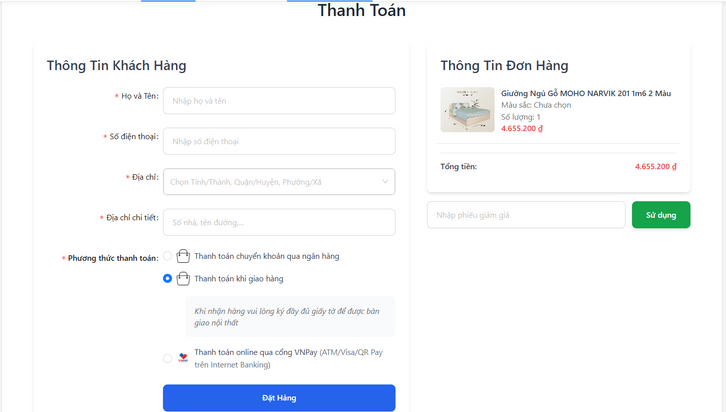 Thanh Toán
Thông Tin Khách Hàng
* Họ và Tên:
Nhập họ và tên
* Số điện thoại:
Nhập số điện thoại
* Địa chỉ:
Chọn Tỉnh/Thành, Quận/Huyện, Phường/Xã
* Địa chỉ chi tiết:
Số nhà, tên đường,...
* Phương thức thanh toán:
Thanh toán chuyển khoản qua ngân hàng
Thanh toán khi giao hàng
Khi nhận hàng vui lòng ký đầy đủ giấy tờ để được bàn
giao nội thất
Thanh toán online qua cổng VNPay (ATM/Visa/QR Pay
trên Internet Banking)
Đặt Hàng
Thông Tin Đơn Hàng
Giường Ngủ Gỗ MOHO NARVIK 201 1m6 2 Màu
Màu sắc: Chưa chọn
Số lượng: 1
4.655.200 ₫
Tổng tiền:
4.655.200 ₫
Nhập phiếu giảm giá
Sử dụng